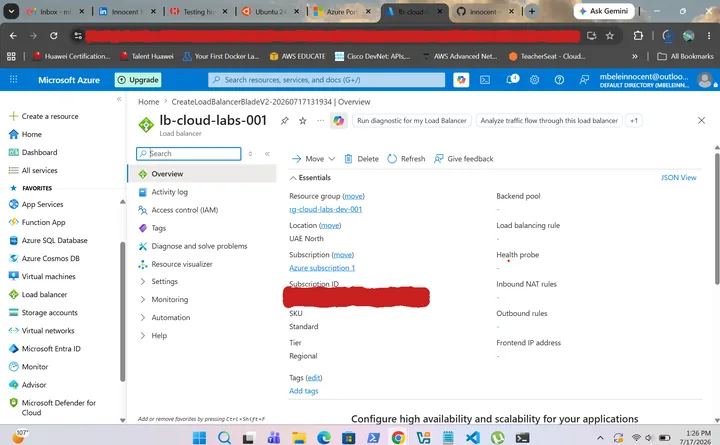 Mail - m
Innocent
Testing hi
Ubuntu 24
Azure Port
lb-cloud-
innocent -
Ask Gemini
Huawei Certification...
Talent Huawei
Your First Docker La...
AWS EDUCATE
Cisco DevNet: APIs,...
AWS Advanced Net...
TeacherSeat - Cloud...
All Bookmarks
Microsoft Azure
Upgrade
Search resources, services, and docs (G+/)
4
mbeleinnocent@outloo...
DEFAULT DIRECTORY (MBELEIN...
Create a resource
Home
Dashboard
All services
FAVORITES
App Services
Function App
Azure SQL Database
Azure Cosmos DB
Virtual machines
Load balancer
Storage accounts
Virtual networks
Microsoft Entra ID
Monitor
Advisor
Microsoft Defender for
Cloud
Home > CreateLoadBalancerBladeV2-20260717131934 | Overview >
lb-cloud-labs-001
Load balancer
Run diagnostic for my Load Balancer
Analyze traffic flow through this load balancer
+1
Search
Overview
Activity log
Access control (IAM)
Tags
Diagnose and solve problems
Resource visualizer
Settings
Monitoring
Automation
Help
Add or remove favorites by pressing Ctrl+Shift+F
Move
Delete
Refresh
Give feedback
Essentials
JSON View
Resource group (move)
rg-cloud-labs-dev-001
Location (move)
UAE North
Subscription (move)
Azure subscription 1
Subscription ID
SKU
Standard
Tier
Regional
Tags (edit)
Add tags
Backend pool
-
Load balancing rule
-
Health probe
-
Inbound NAT rules
-
Outbound rules
-
Frontend IP address
-
Configure high availability and scalability for your applications
107°
1:26 PM
7/17/2026